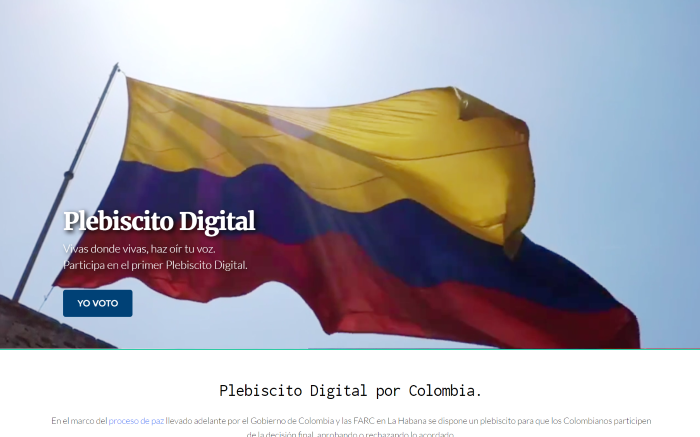 Plebiscito Digital
Vivas donde vivas, haz oír tu voz.
Participa en el primer Plebiscito Digital.
YO VOTO
Plebiscito Digital por Colombia.
En el marco del proceso de paz llevado adelante por el Gobierno de Colombia y las FARC en La Habana se dispone un plebiscito para que los Colombianos participen
de la decisión final, aprobando o rechazando lo acordado.